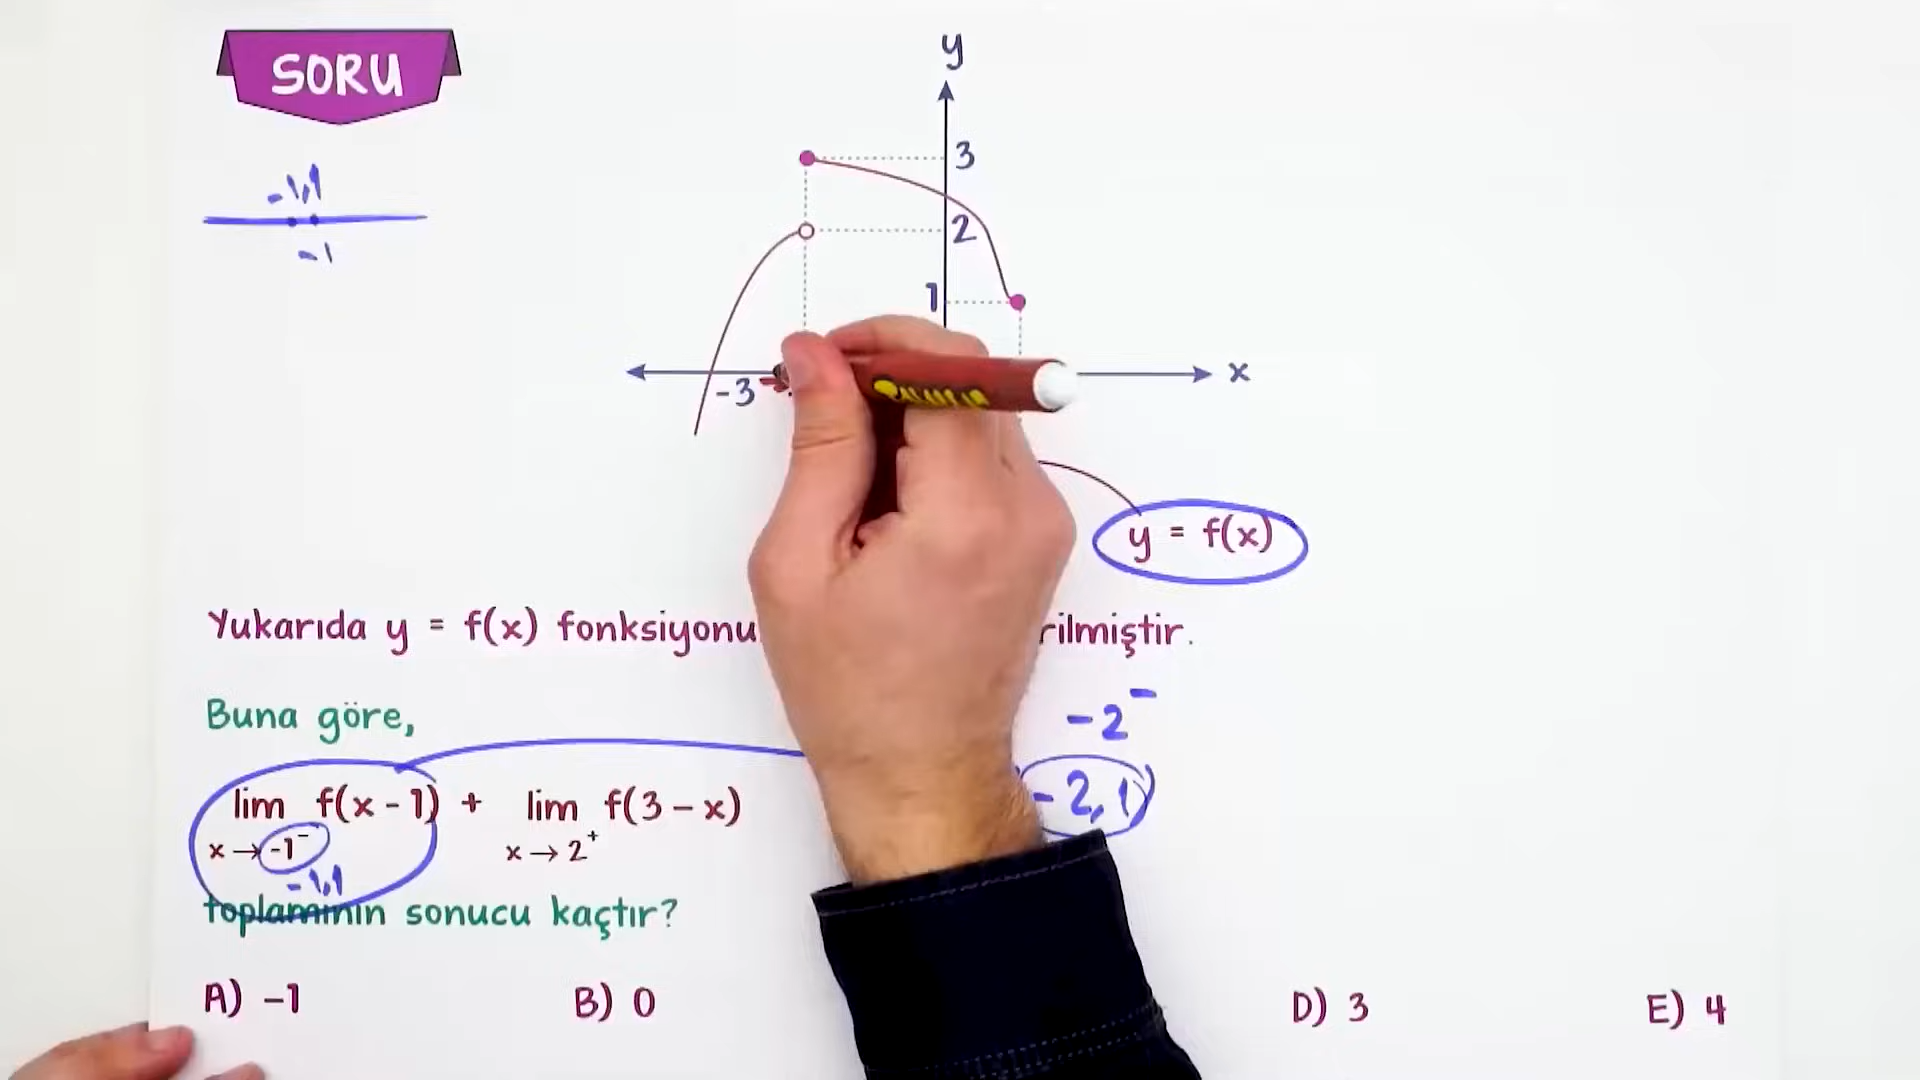 SORU
-1,1
-1
y
3
2
1
-3
x
y = f(x)
Yukarıda y = f(x) fonksiyonu
Buna göre,
-2⁻
-2,1
lim f(x - 1) + lim f(3 - x)
x → -1⁻ x → 2⁺
-1,1
toplamının sonucu kaçtır?
A) -1 B) 0 D) 3 E) 4